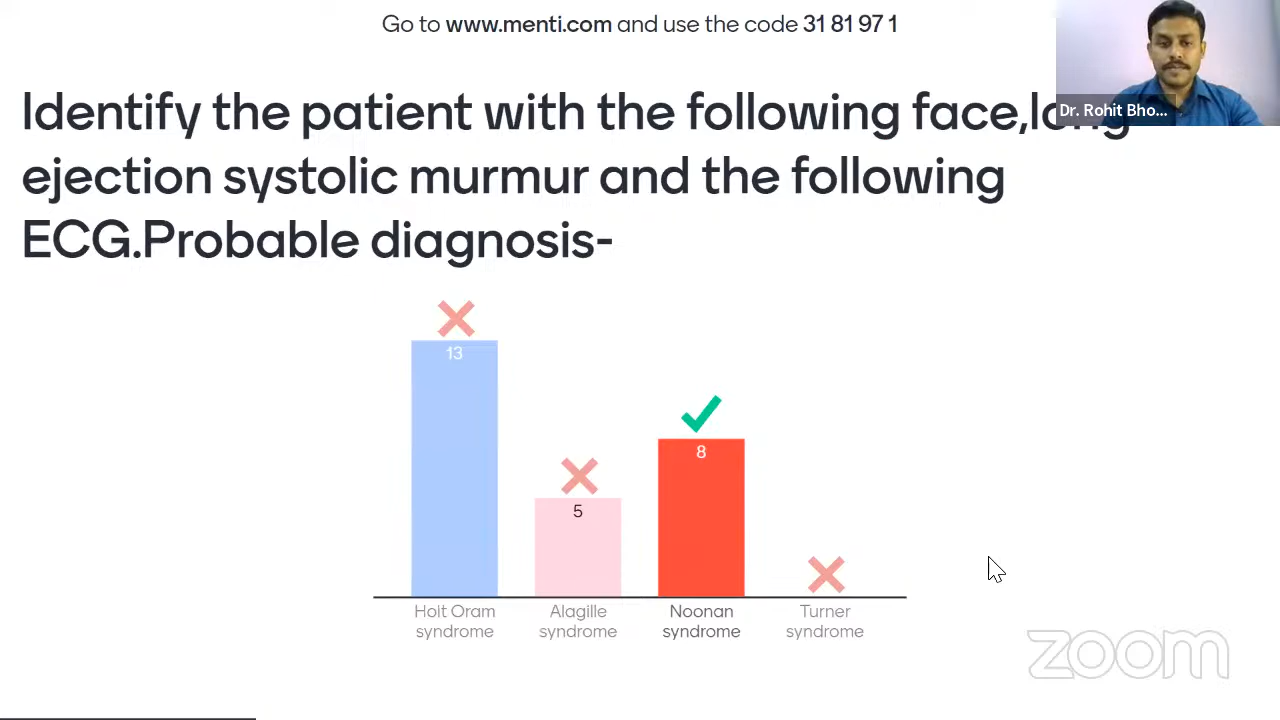 Go to www.menti.com and use the code 31 81 97 1
Identify the patient with the following face,long
ejection systolic murmur and the following
ECG.Probable diagnosis-
Dr. Rohit Bho...
13
5
8
Holt Oram
syndrome
Alagille
syndrome
Noonan
syndrome
Turner
syndrome
zoom